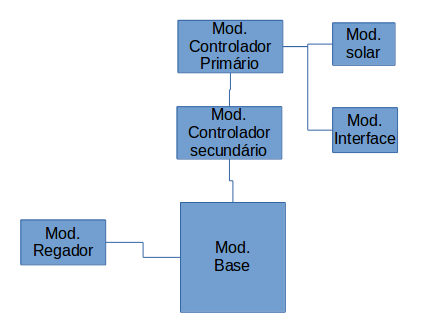 Mod.
Controlador
Primário
Mod.
solar
Mod.
Controlador
secundário
Mod.
Interface
Mod.
Regador
Mod.
Base